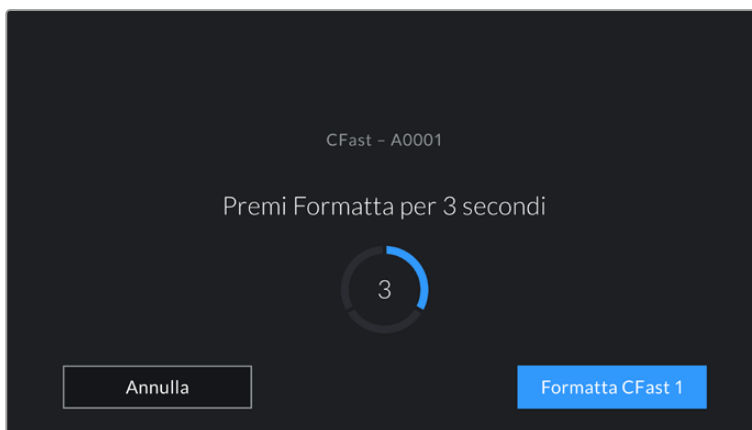 CFast – A0001
Premi Formatta per 3 secondi
3
Annulla
Formatta CFast 1